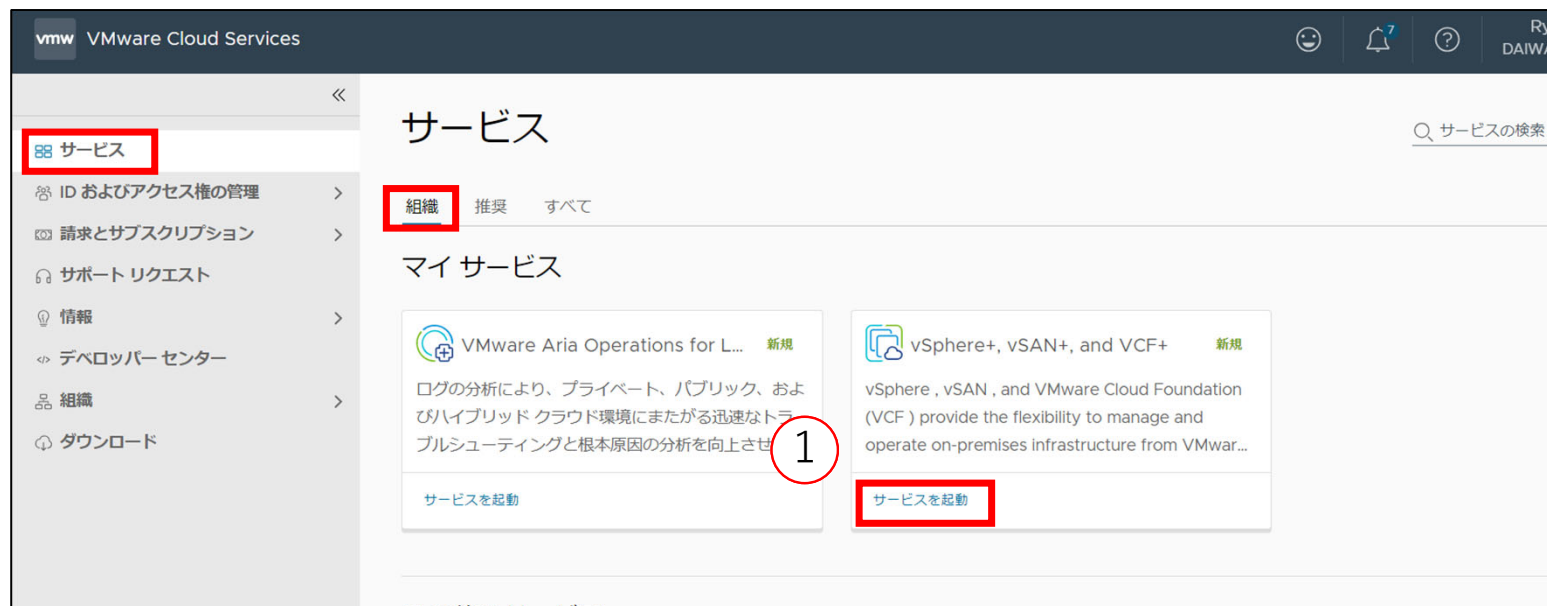 vmw VMware Cloud Services
7
Ry
DAIWA
サービス
ID およびアクセス権の管理
請求とサブスクリプション
サポート リクエスト
情報
デベロッパー センター
組織
ダウンロード
サービス
サービスの検索
組織 推奨 すべて
マイ サービス
VMware Aria Operations for L... 新規
ログの分析により、プライベート、パブリック、およ
びハイブリッド クラウド環境にまたがる迅速なトラ
ブルシューティングと根本原因の分析を向上させ
1
サービスを起動
vSphere+, vSAN+, and VCF+ 新規
vSphere , vSAN , and VMware Cloud Foundation
(VCF ) provide the flexibility to manage and
operate on-premises infrastructure from VMwar...
サービスを起動